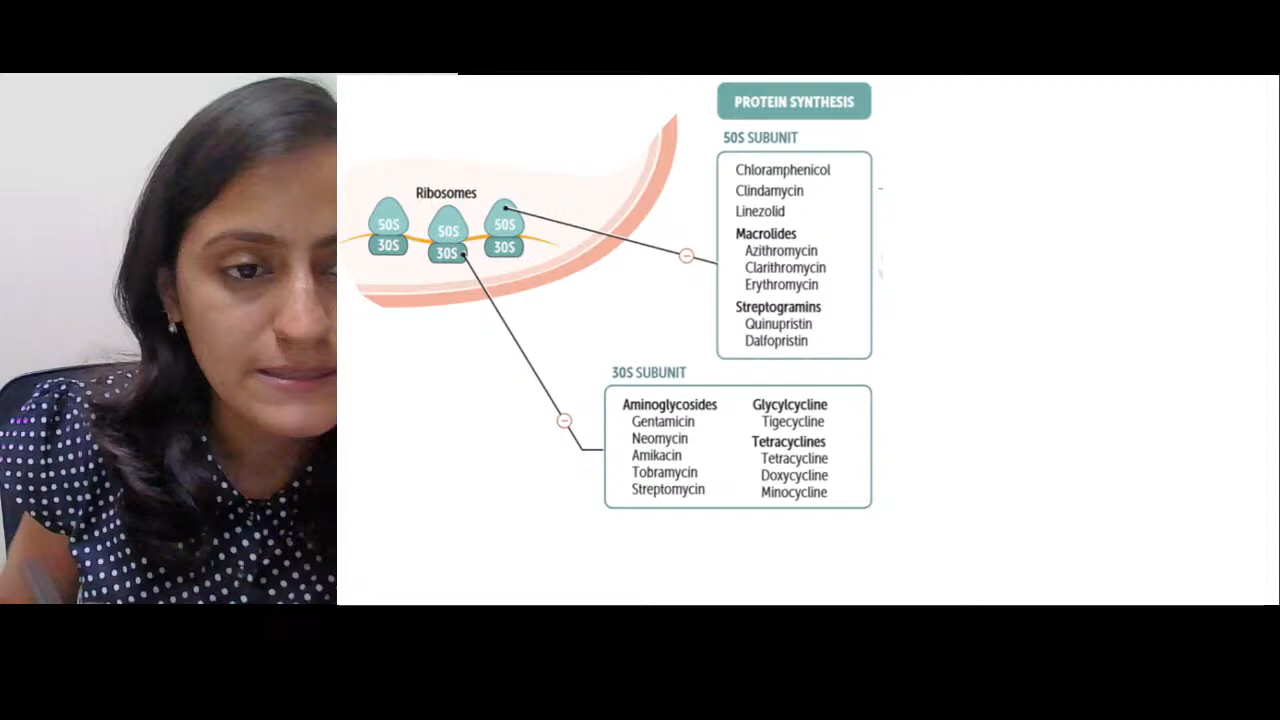 PROTEIN SYNTHESIS
50S SUBUNIT
Chloramphenicol
Clindamycin
Linezolid
Macrolides
Azithromycin
Clarithromycin
Erythromycin
Streptogramins
Quinupristin
Dalfopristin
Ribosomes
50S
50S
50S
30S
30S
30S
30S SUBUNIT
Aminoglycosides
Gentamicin
Neomycin
Amikacin
Tobramycin
Streptomycin
Glycylcycline
Tigecycline
Tetracyclines
Tetracycline
Doxycycline
Minocycline